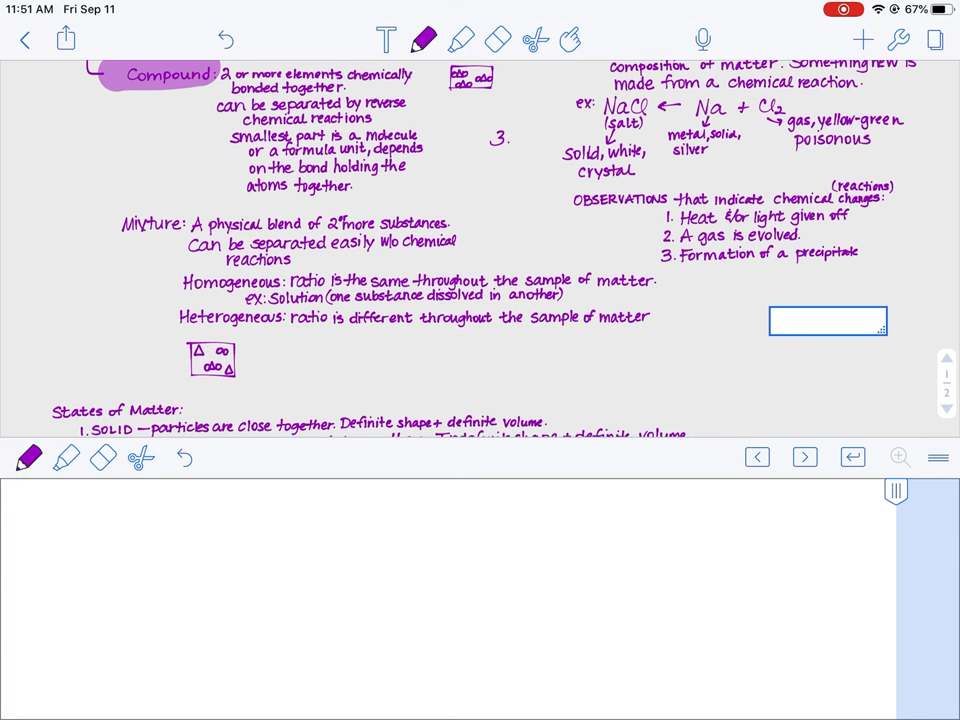 11:51 AM Fri Sep 11
67%
Compound: 2 or more elements chemically
bonded together.
can be separated by reverse
chemical reactions
smallest part is a molecule
or a formula unit, depends
on the bond holding the
atoms together.
3.
Mixture: A physical blend of 2 or more substances.
Can be separated easily w/o chemical
reactions
Homogeneous: ratio is the same throughout the sample of matter.
ex: Solution (one substance dissolved in another)
Heterogeneous: ratio is different throughout the sample of matter
States of Matter:
1. SOLID — particles are close together. Definite shape + definite volume.
Indefinite shape + definite volume
composition of matter. Something new is
made from a chemical reaction.
ex: NaCl ← Na + Cl2
(salt)
solid, white,
crystal
metal, solid,
silver
gas, yellow-green
poisonous
(reactions)
OBSERVATIONS that indicate chemical changes:
1. Heat &/or light given off
2. A gas is evolved.
3. Formation of a precipitate
1
2